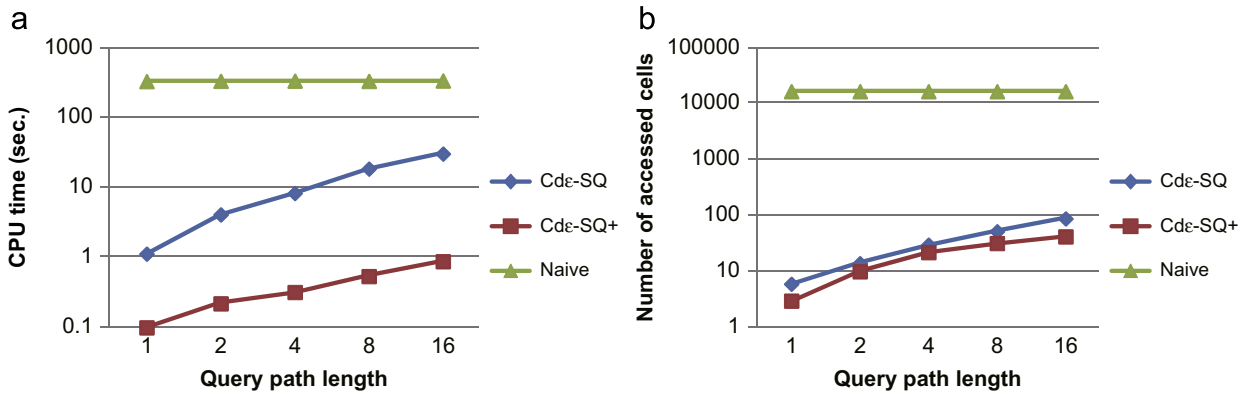 a
1000
100
10
1
0.1
CPU time (sec.)
1 2 4 8 16
Query path length
Cdε-SQ
Cdε-SQ+
Naive
b
100000
10000
1000
100
10
1
Number of accessed cells
1 2 4 8 16
Query path length
Cdε-SQ
Cdε-SQ+
Naive